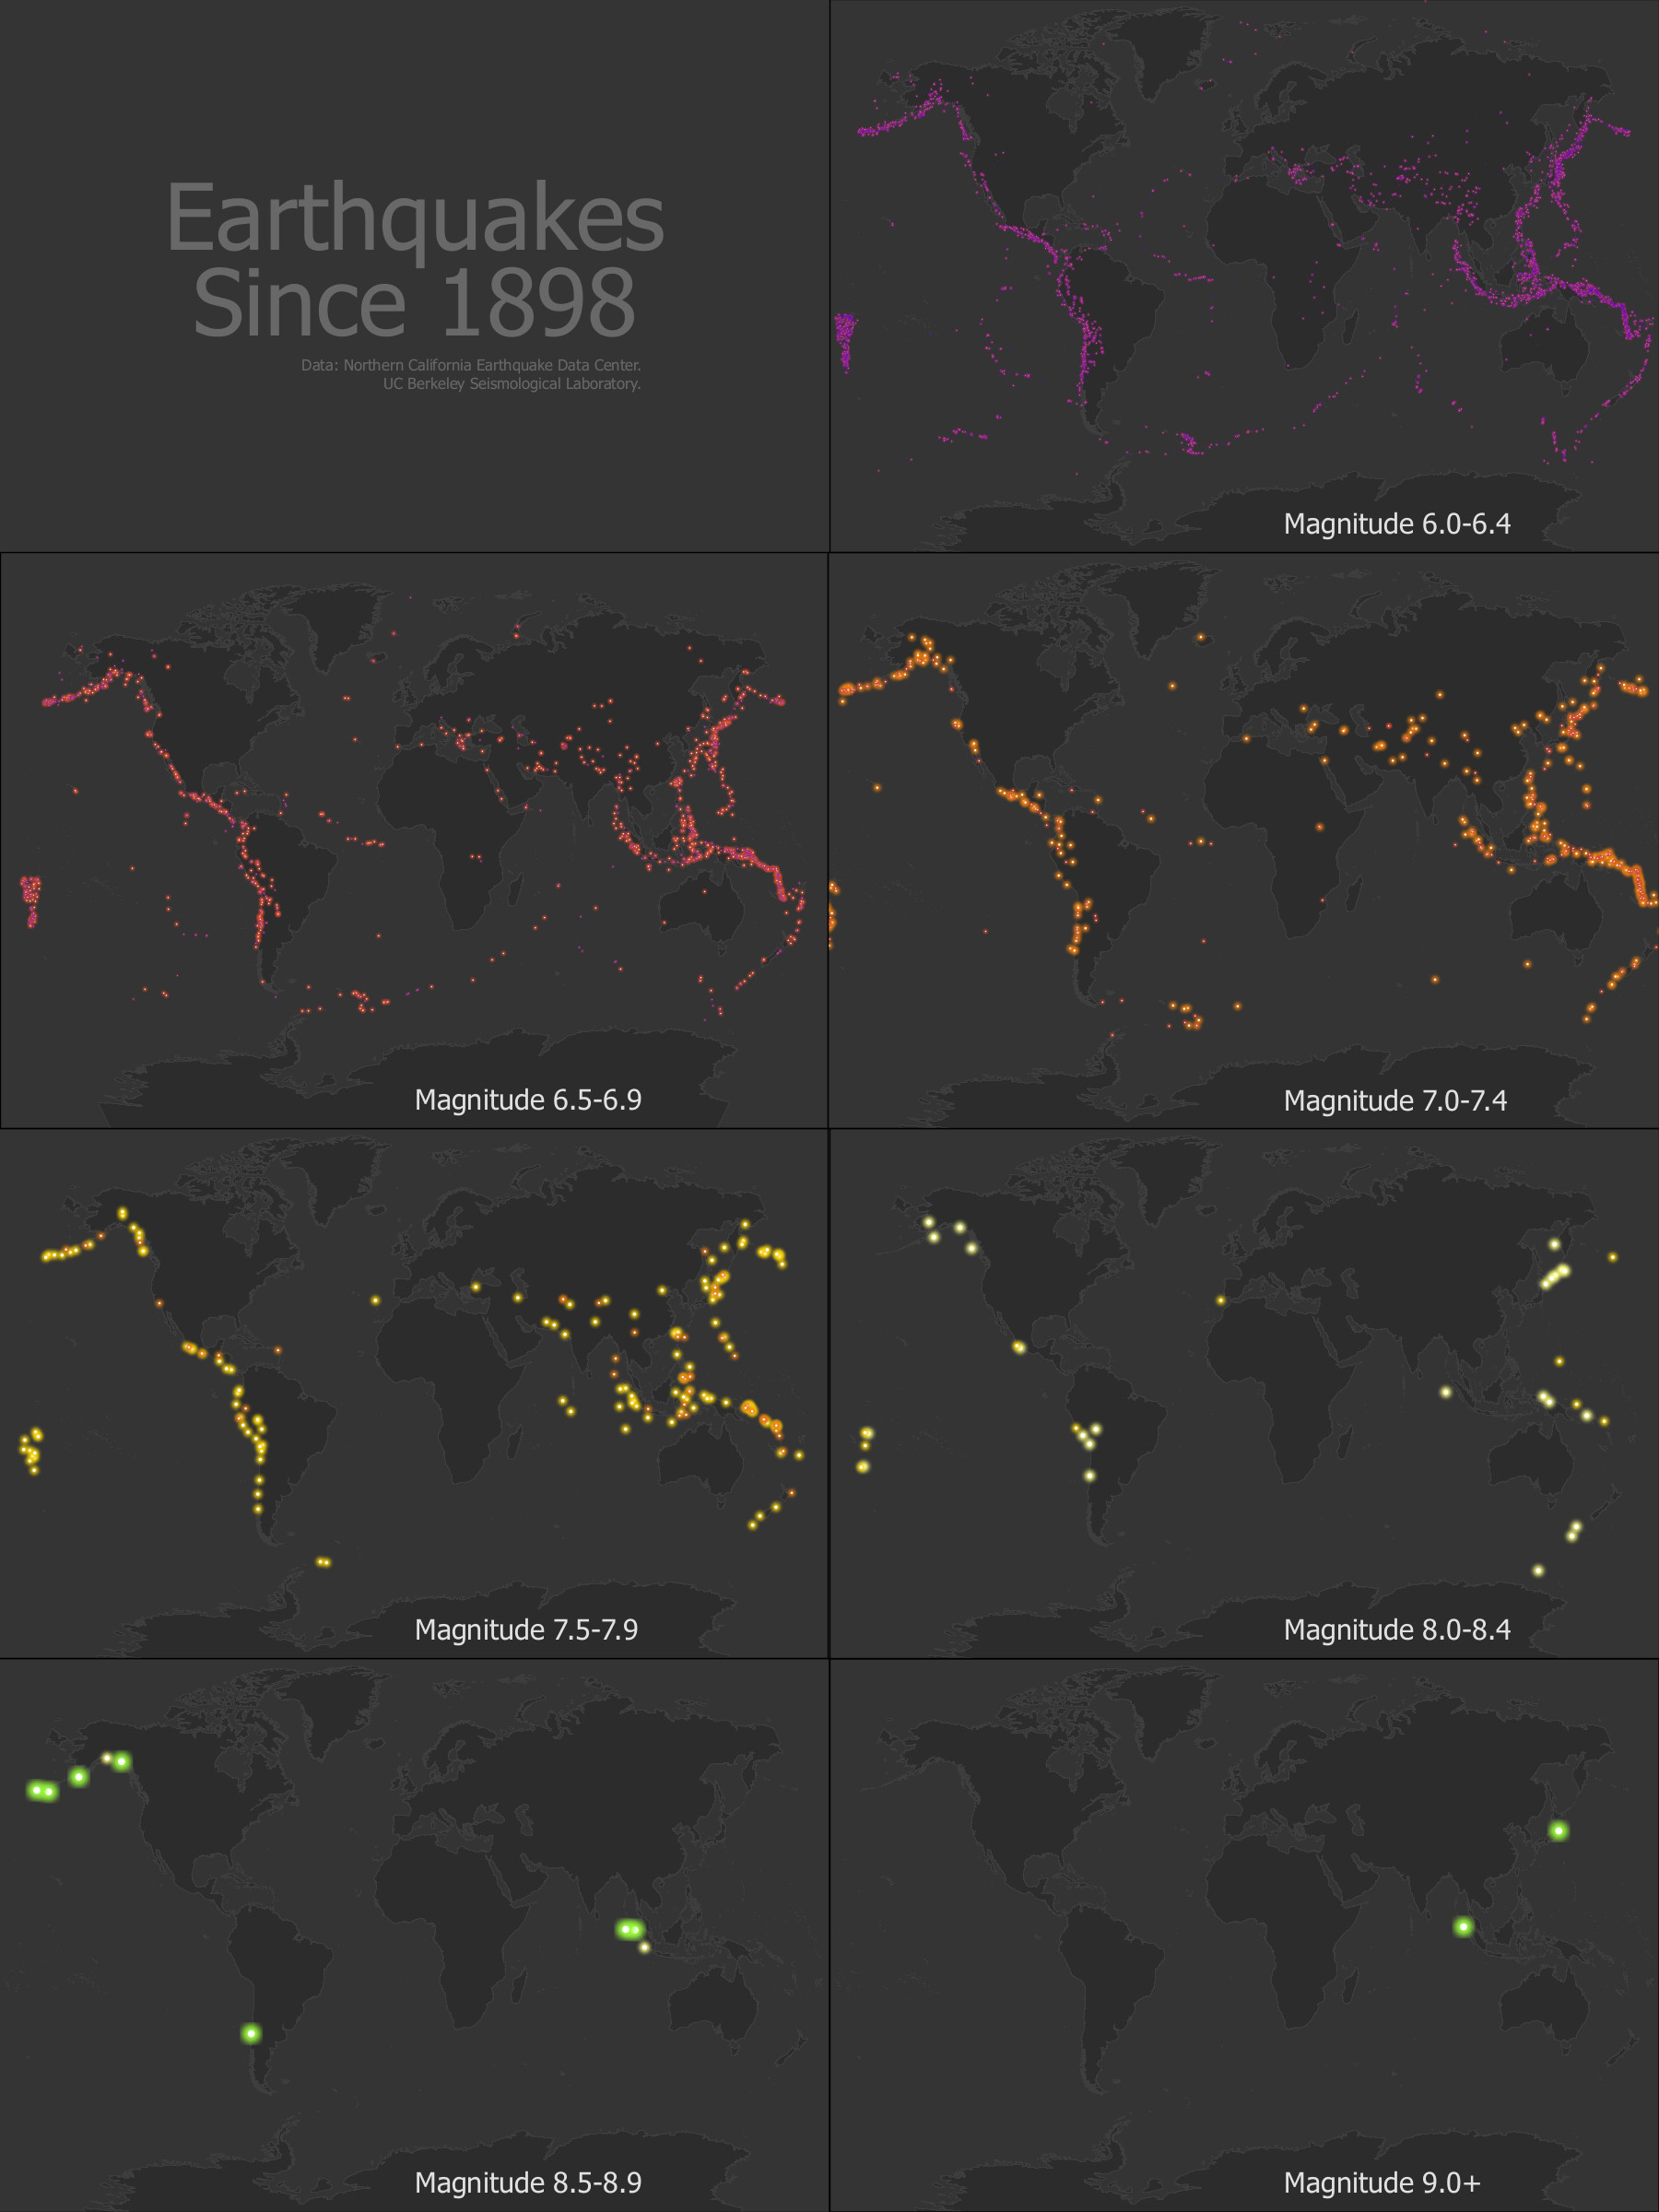 Earthquakes
Since 1898
Data: Northern California Earthquake Data Center.
UC Berkeley Seismological Laboratory.
Magnitude 6.0-6.4
Magnitude 6.5-6.9
Magnitude 7.0-7.4
Magnitude 7.5-7.9
Magnitude 8.0-8.4
Magnitude 8.5-8.9
Magnitude 9.0+